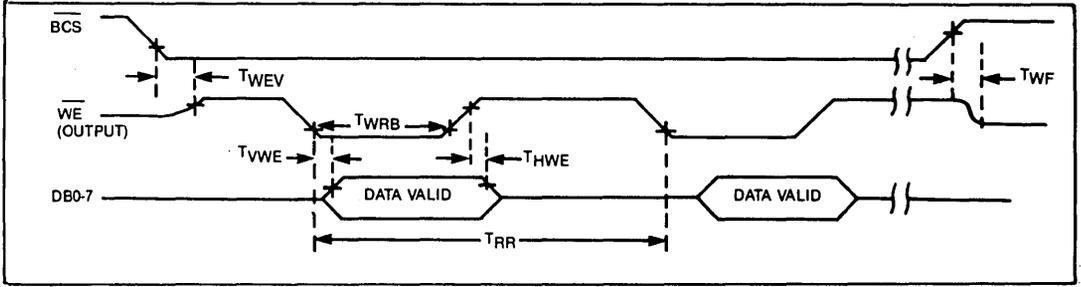 BCS
TWEV
TWF
WE
(OUTPUT)
TWRB
TVWE
THWE
DB0-7
DATA VALID
DATA VALID
TRR